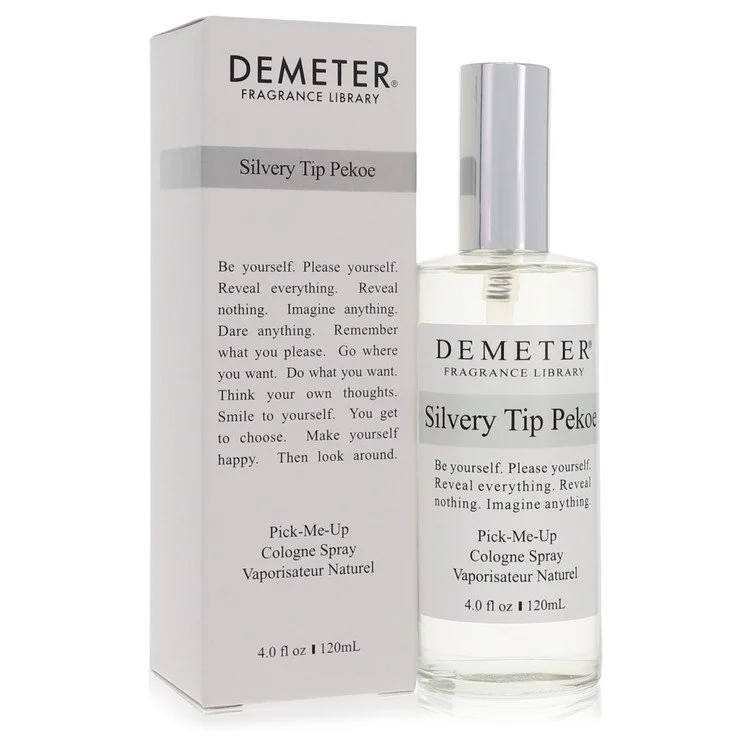 DEMETER®
FRAGRANCE LIBRARY
Silvery Tip Pekoe
Be yourself. Please yourself.
Reveal everything. Reveal
nothing. Imagine anything.
Dare anything. Remember
what you please. Go where
you want. Do what you want.
Think your own thoughts.
Smile to yourself. You get
to choose. Make yourself
happy. Then look around.
Pick-Me-Up
Cologne Spray
Vaporisateur Naturel
4.0 fl oz 120mL
DEMETER®
FRAGRANCE LIBRARY
Silvery Tip Pekoe
Be yourself. Please yourself.
Reveal everything. Reveal
nothing. Imagine anything.
Pick-Me-Up
Cologne Spray
Vaporisateur Naturel
4.0 fl oz 120mL